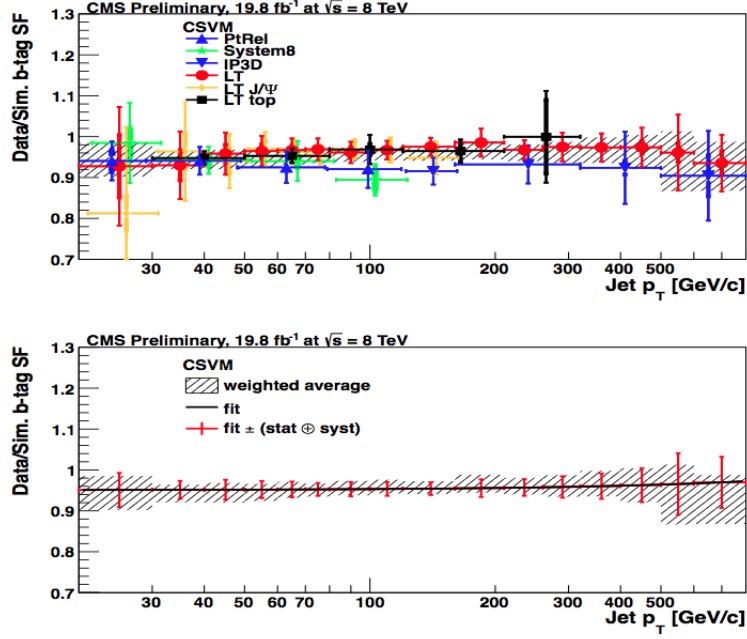 CMS Preliminary, 19.8 fb⁻¹ at √s = 8 TeV
Data/Sim. b-tag SF
1.3
1.2
1.1
1
0.9
0.8
0.7
CSVM
PtRel
System8
IP3D
LT
LT J/Ψ
LT top
30 40 50 60 70 100 200 300 400 500
Jet p_T [GeV/c]
CMS Preliminary, 19.8 fb⁻¹ at √s = 8 TeV
Data/Sim. b-tag SF
1.3
1.2
1.1
1
0.9
0.8
0.7
CSVM
weighted average
fit
fit ± (stat ⊕ syst)
30 40 50 60 70 100 200 300 400 500
Jet p_T [GeV/c]